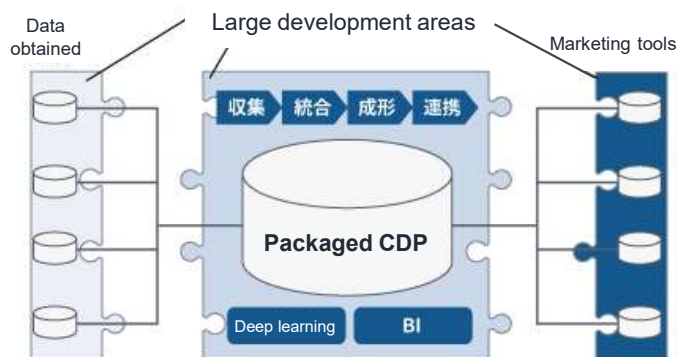 Data
obtained
Large development areas
Marketing tools
収集 統合 成形 連携
Packaged CDP
Deep learning
BI